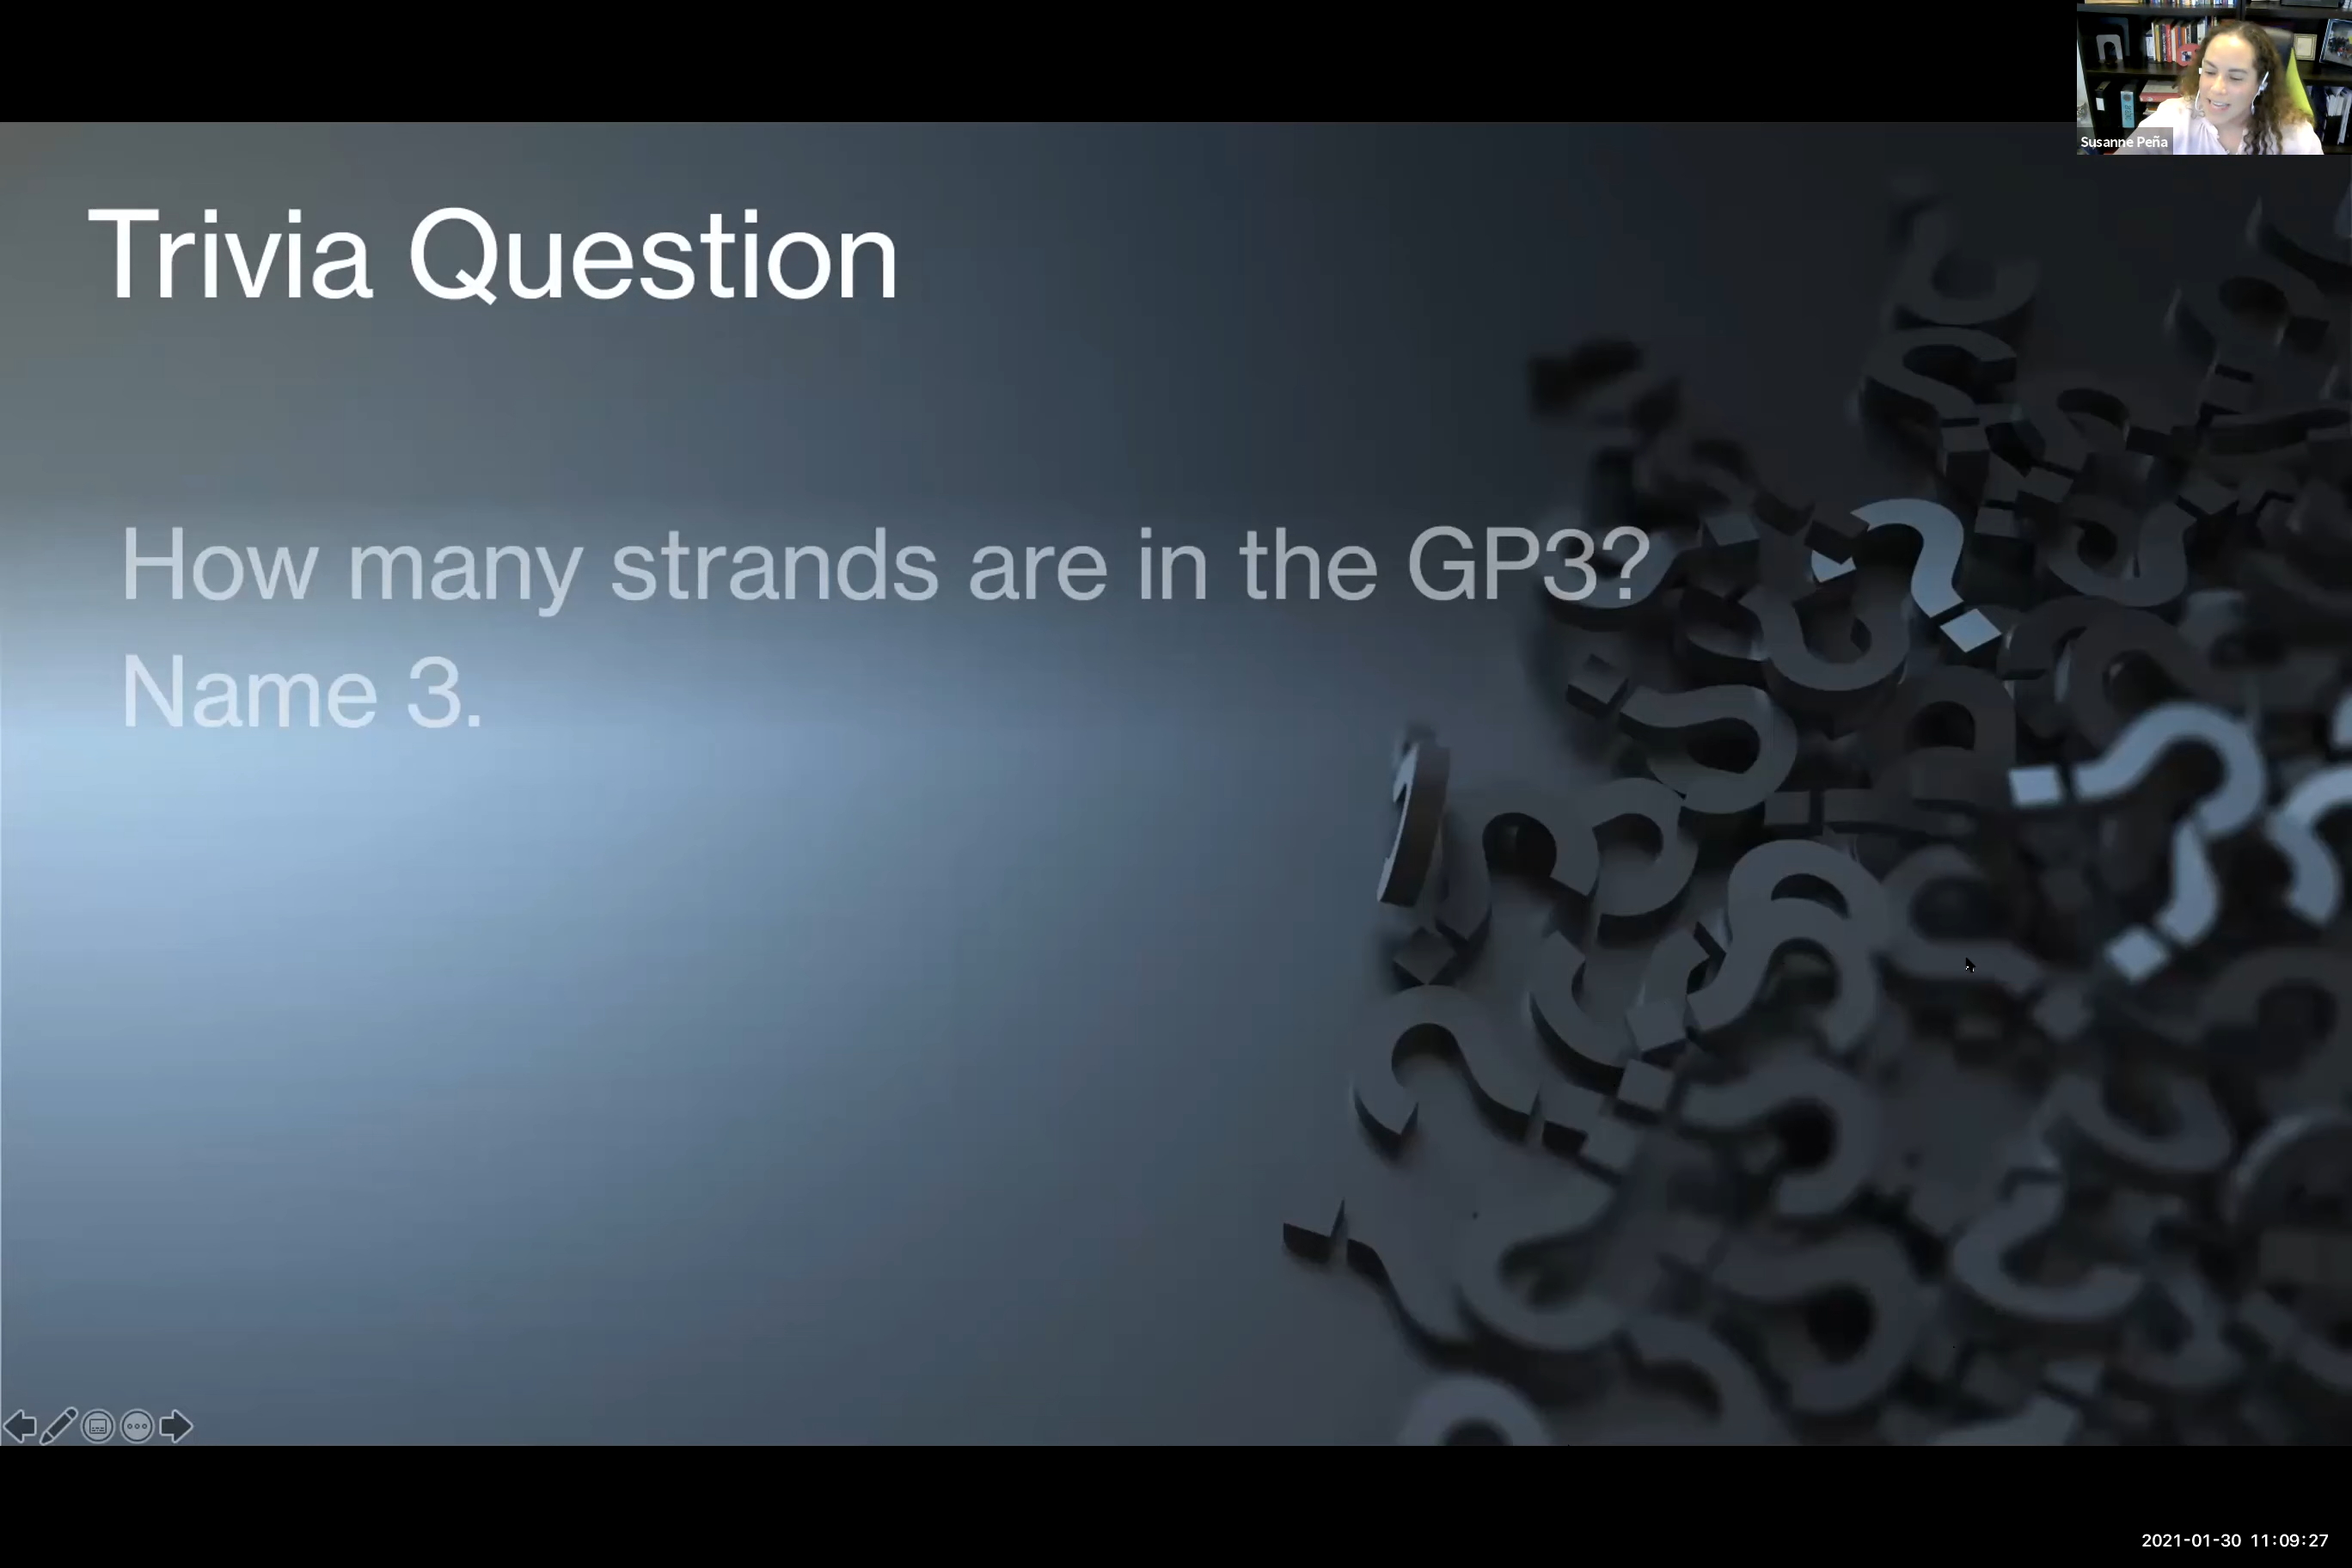 Susanne Peña
Trivia Question
How many strands are in the GP3?
Name 3.
2021-01-30 11:09:27